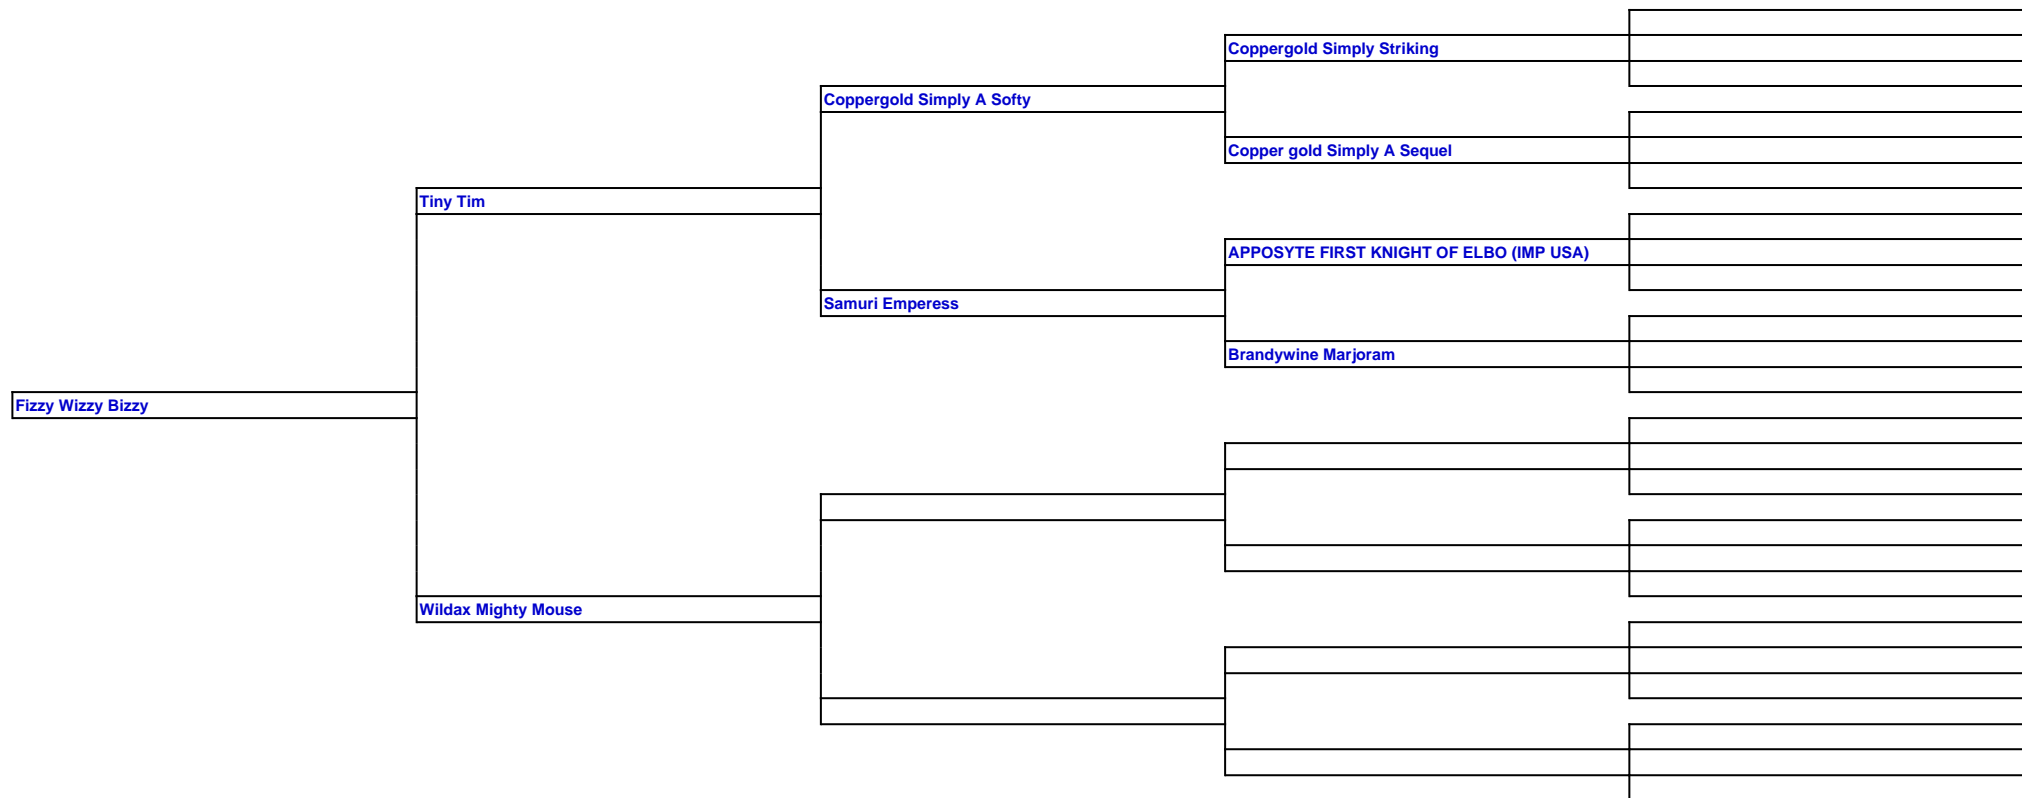 Coppergold Simply Striking
Coppergold Simply A Softy
Copper gold Simply A Sequel
Tiny Tim
APPOSYTE FIRST KNIGHT OF ELBO (IMP USA)
Samuri Emperess
Brandywine Marjoram
Fizzy Wizzy Bizzy
Wildax Mighty Mouse